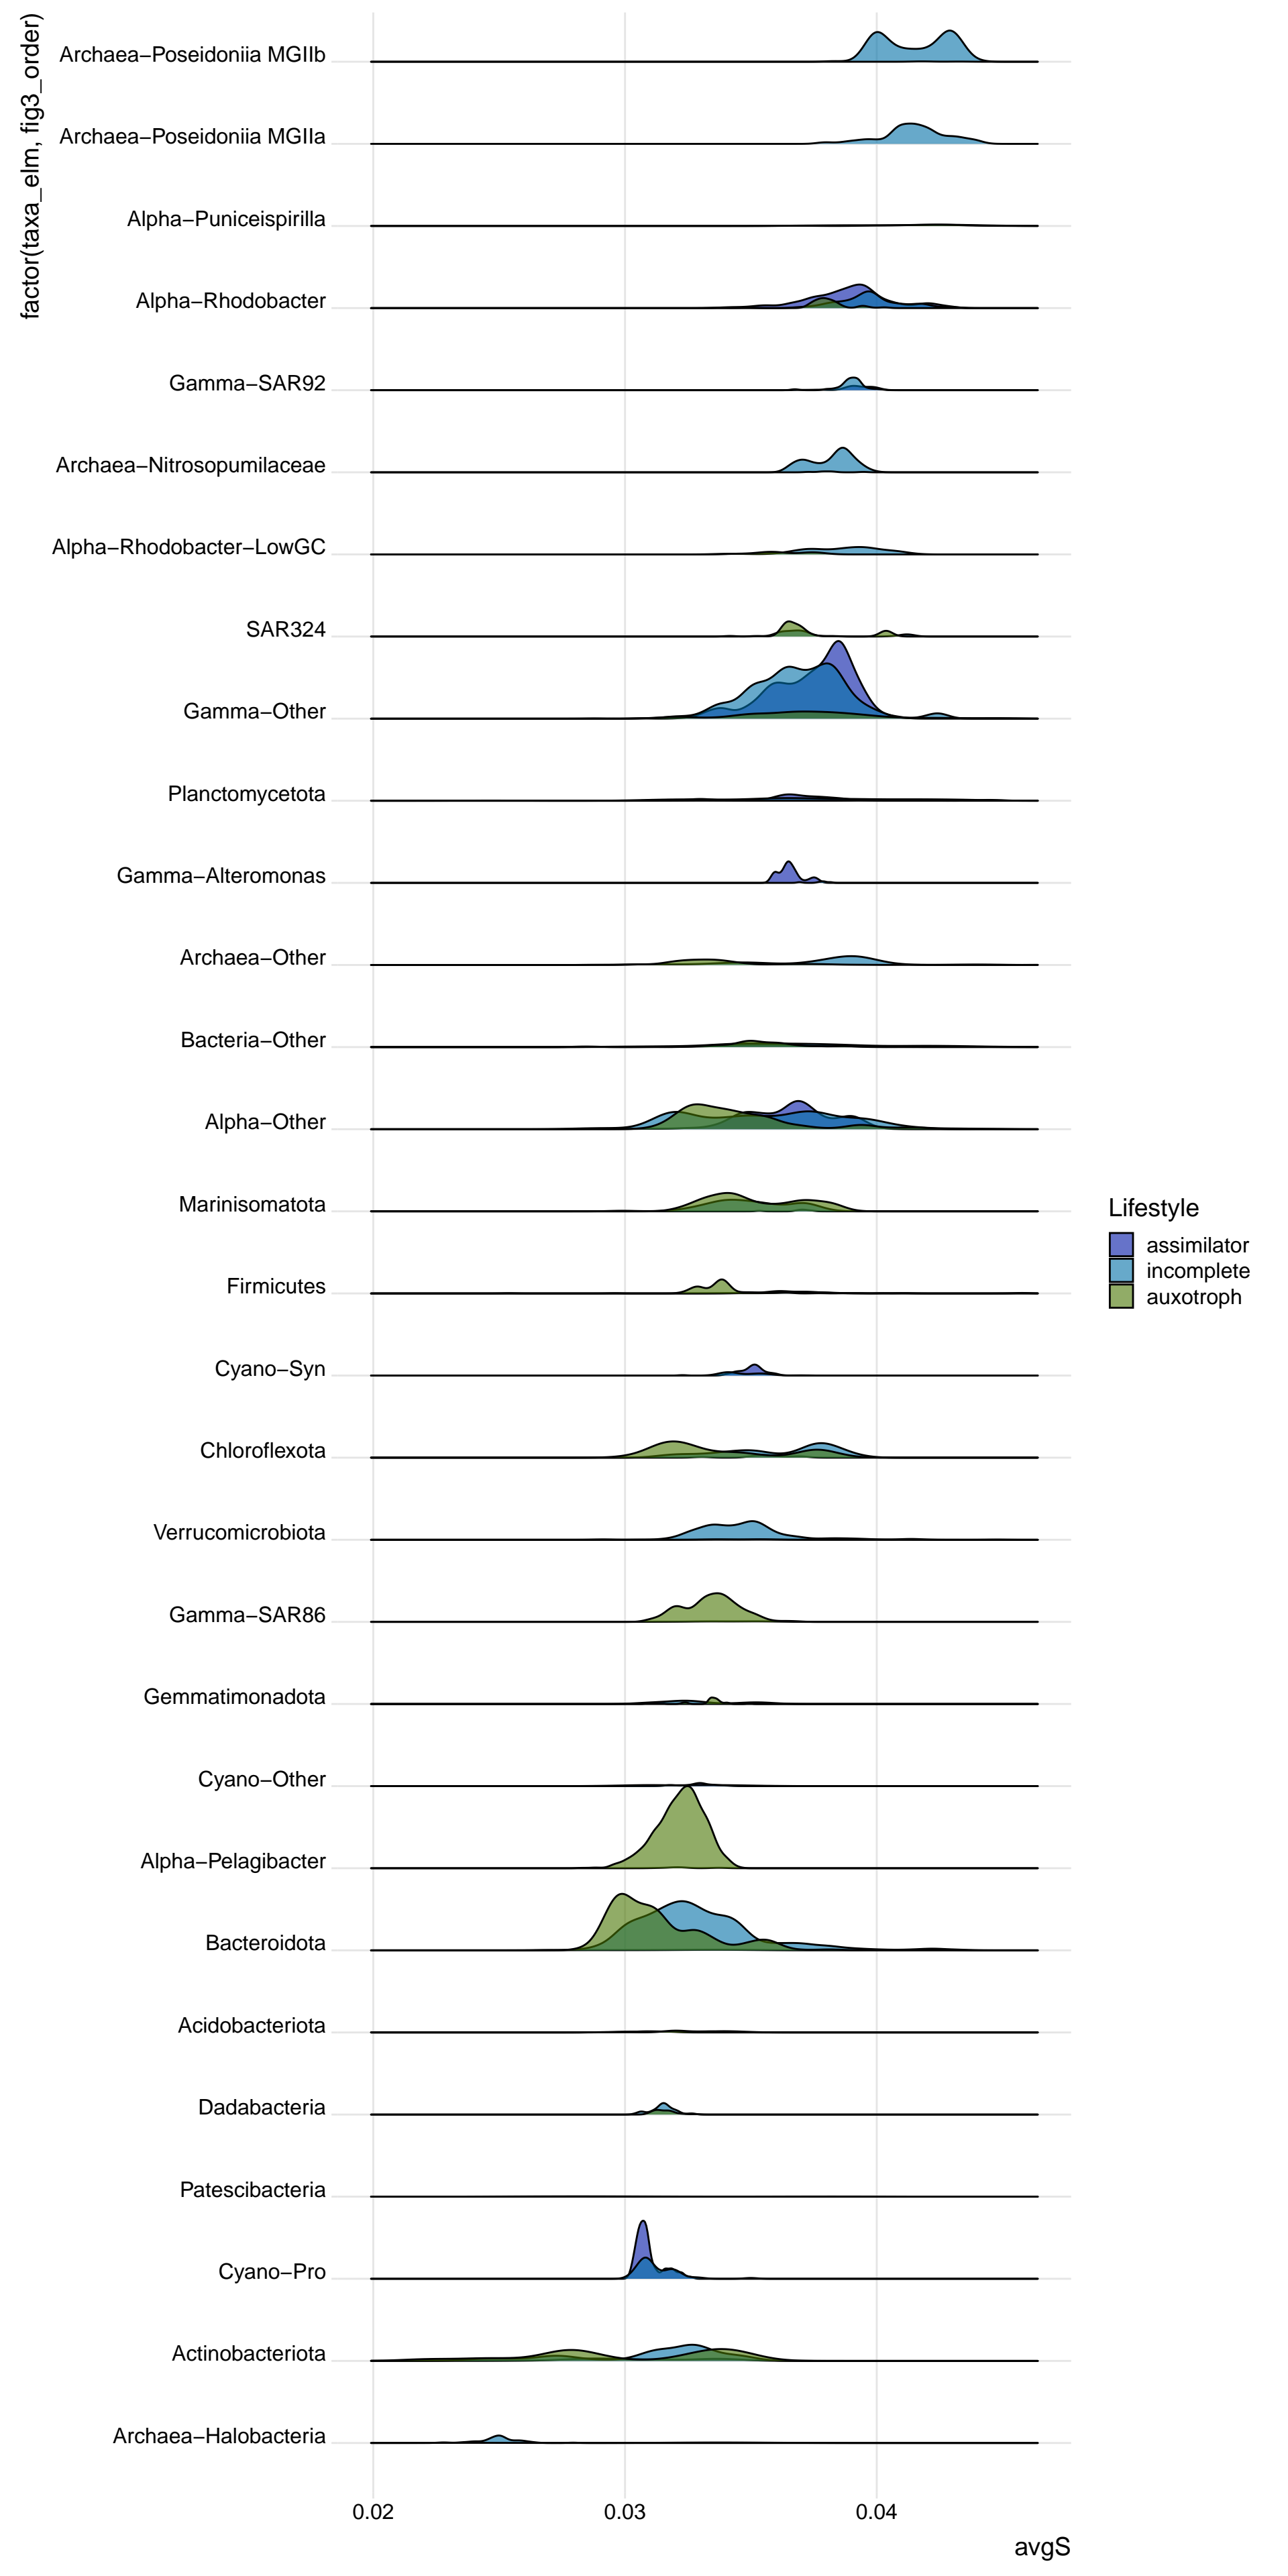 factor(taxa_elm, fig3_order)
Archaea−Poseidoniia MGIIb
Archaea−Poseidoniia MGIIa
Alpha−Puniceispirilla
Alpha−Rhodobacter
Gamma−SAR92
Archaea−Nitrosopumilaceae
Alpha−Rhodobacter−LowGC
SAR324
Gamma−Other
Planctomycetota
Gamma−Alteromonas
Archaea−Other
Bacteria−Other
Alpha−Other
Marinisomatota
Firmicutes
Cyano−Syn
Chloroflexota
Verrucomicrobiota
Gamma−SAR86
Gemmatimonadota
Cyano−Other
Alpha−Pelagibacter
Bacteroidota
Acidobacteriota
Dadabacteria
Patescibacteria
Cyano−Pro
Actinobacteriota
Archaea−Halobacteria
0.02 0.03 0.04
avgS
Lifestyle
assimilator
incomplete
auxotroph